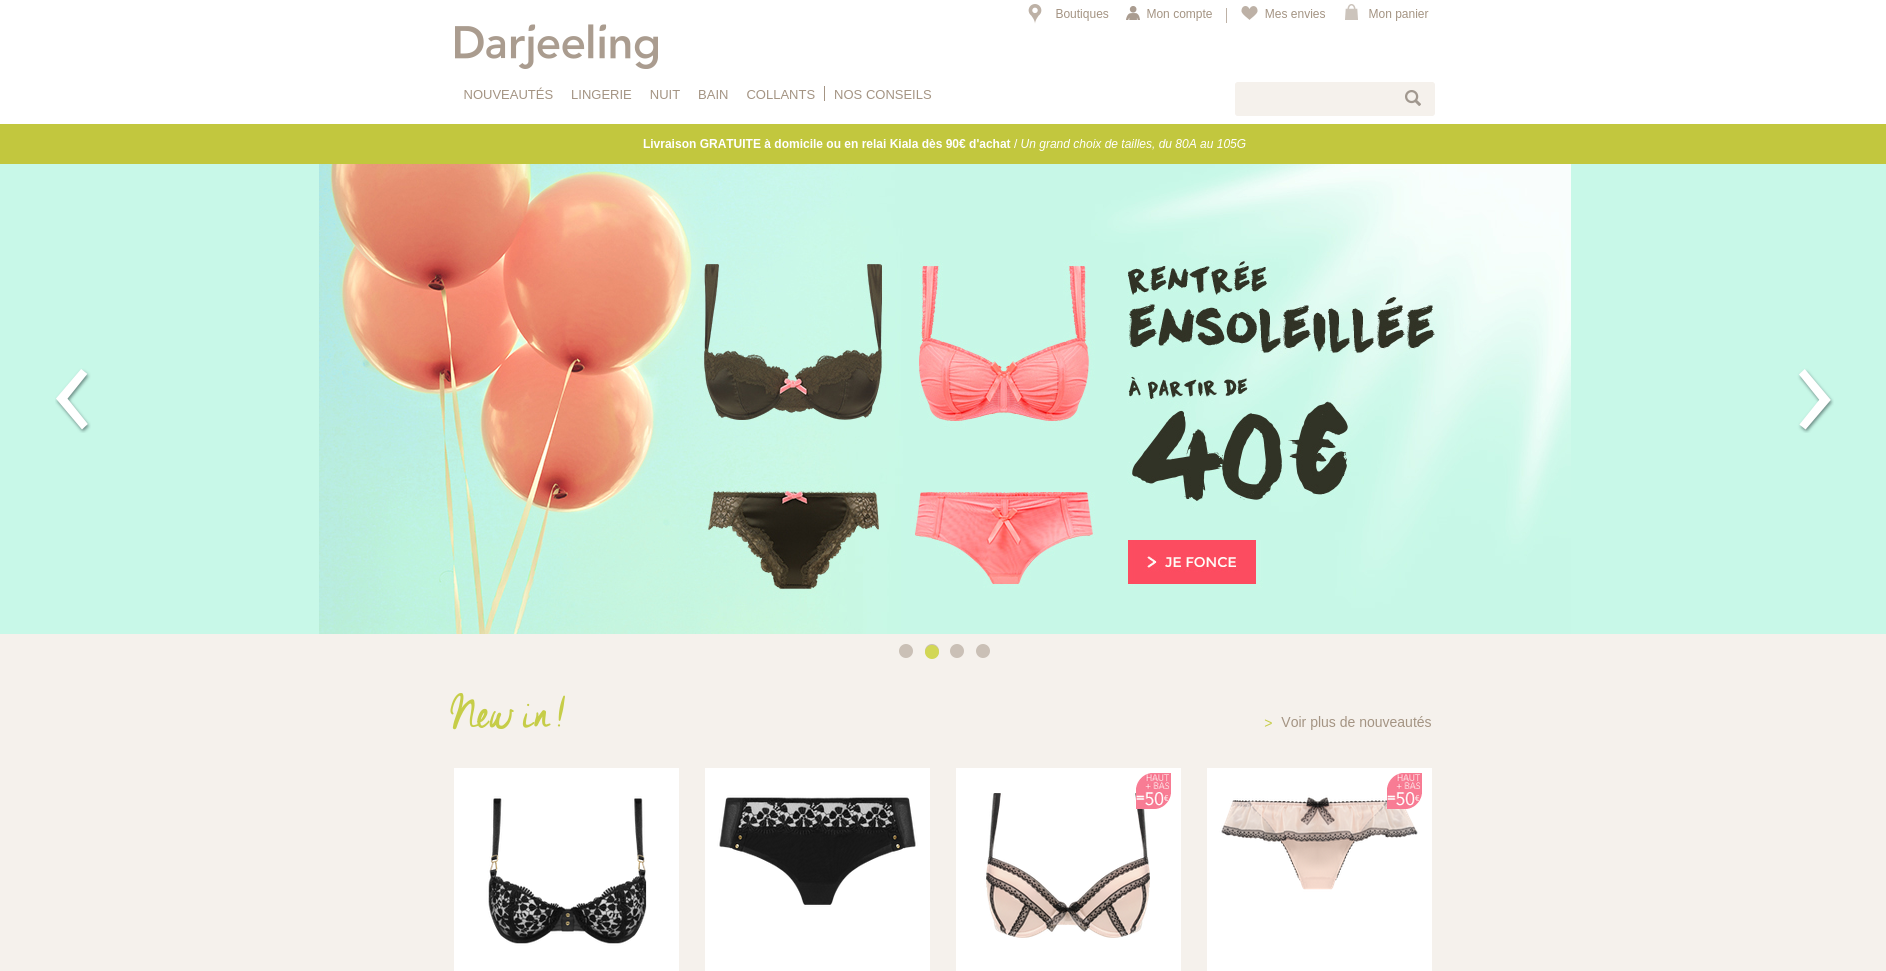 Boutiques
Mon compte
Mes envies
Mon panier
Darjeeling
NOUVEAUTÉS
LINGERIE
NUIT
BAIN
COLLANTS
NOS CONSEILS
Livraison GRATUITE à domicile ou en relai Kiala dès 90€ d'achat / Un grand choix de tailles, du 80A au 105G
RENTRÉE
ENSOLEILLÉE
À PARTIR DE
40€
> JE FONCE
New in !
> Voir plus de nouveautés
HAUT
+ BAS
=50€
HAUT
+ BAS
=50€